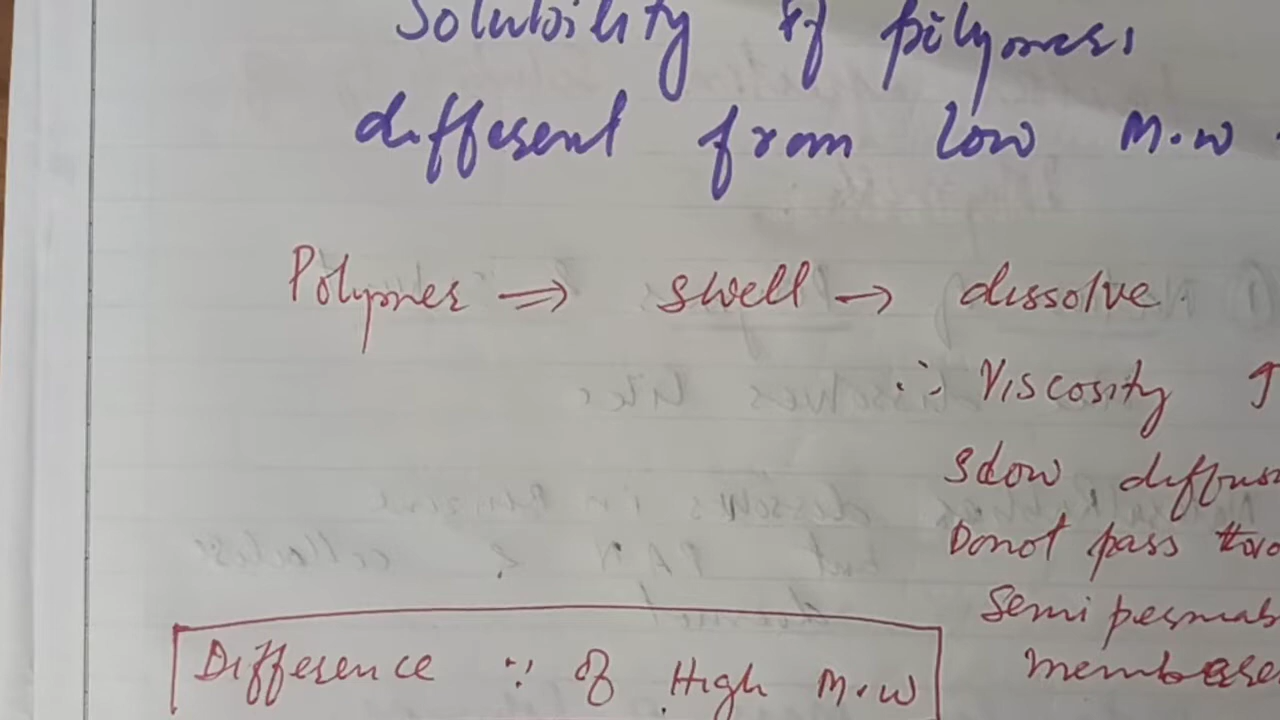 Solubility of polymers
different from low M.w
Polymer ⇒ swell → dissolve.
∴ Viscosity
slow diffus
Donot pass thro
Semi permeab
membrane
Difference ∵ of High M.w